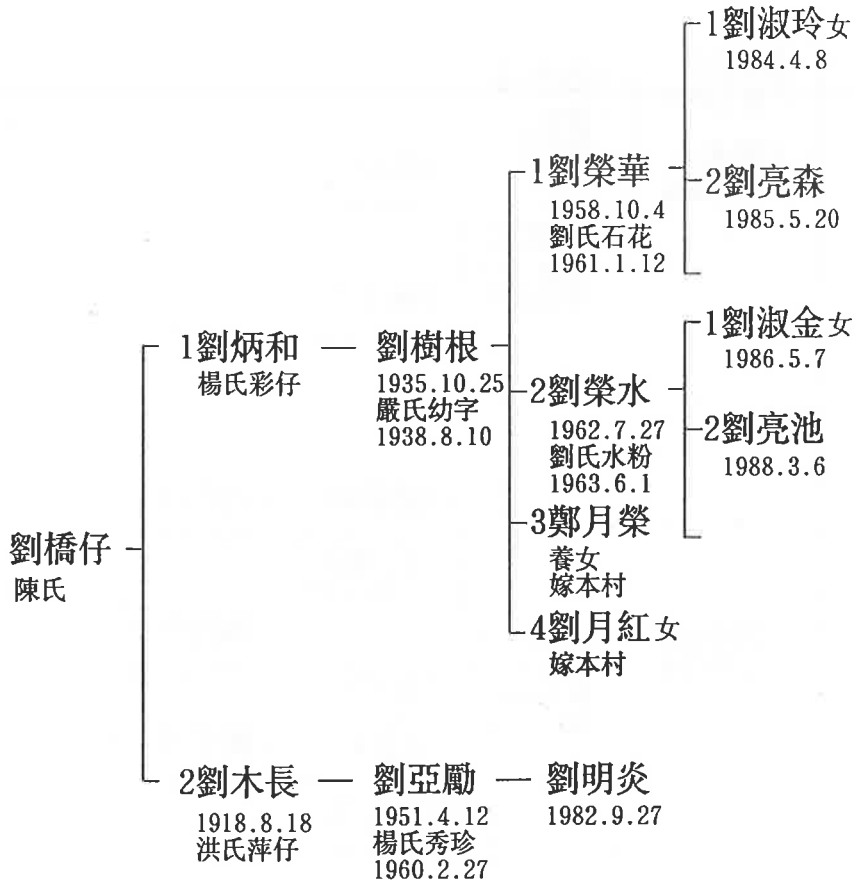 劉橋仔
陳氏
1劉炳和
楊氏彩仔
劉樹根
1935.10.25
嚴氏幼字
1938.8.10
1劉榮華
1958.10.4
劉氏石花
1961.1.12
1劉淑玲女
1984.4.8
2劉亮森
1985.5.20
2劉榮水
1962.7.27
劉氏水粉
1963.6.1
1劉淑金女
1986.5.7
2劉亮池
1988.3.6
3鄭月榮
養女
嫁本村
4劉月紅女
嫁本村
2劉木長
1918.8.18
洪氏萍仔
劉亞勵
1951.4.12
楊氏秀珍
1960.2.27
劉明炎
1982.9.27